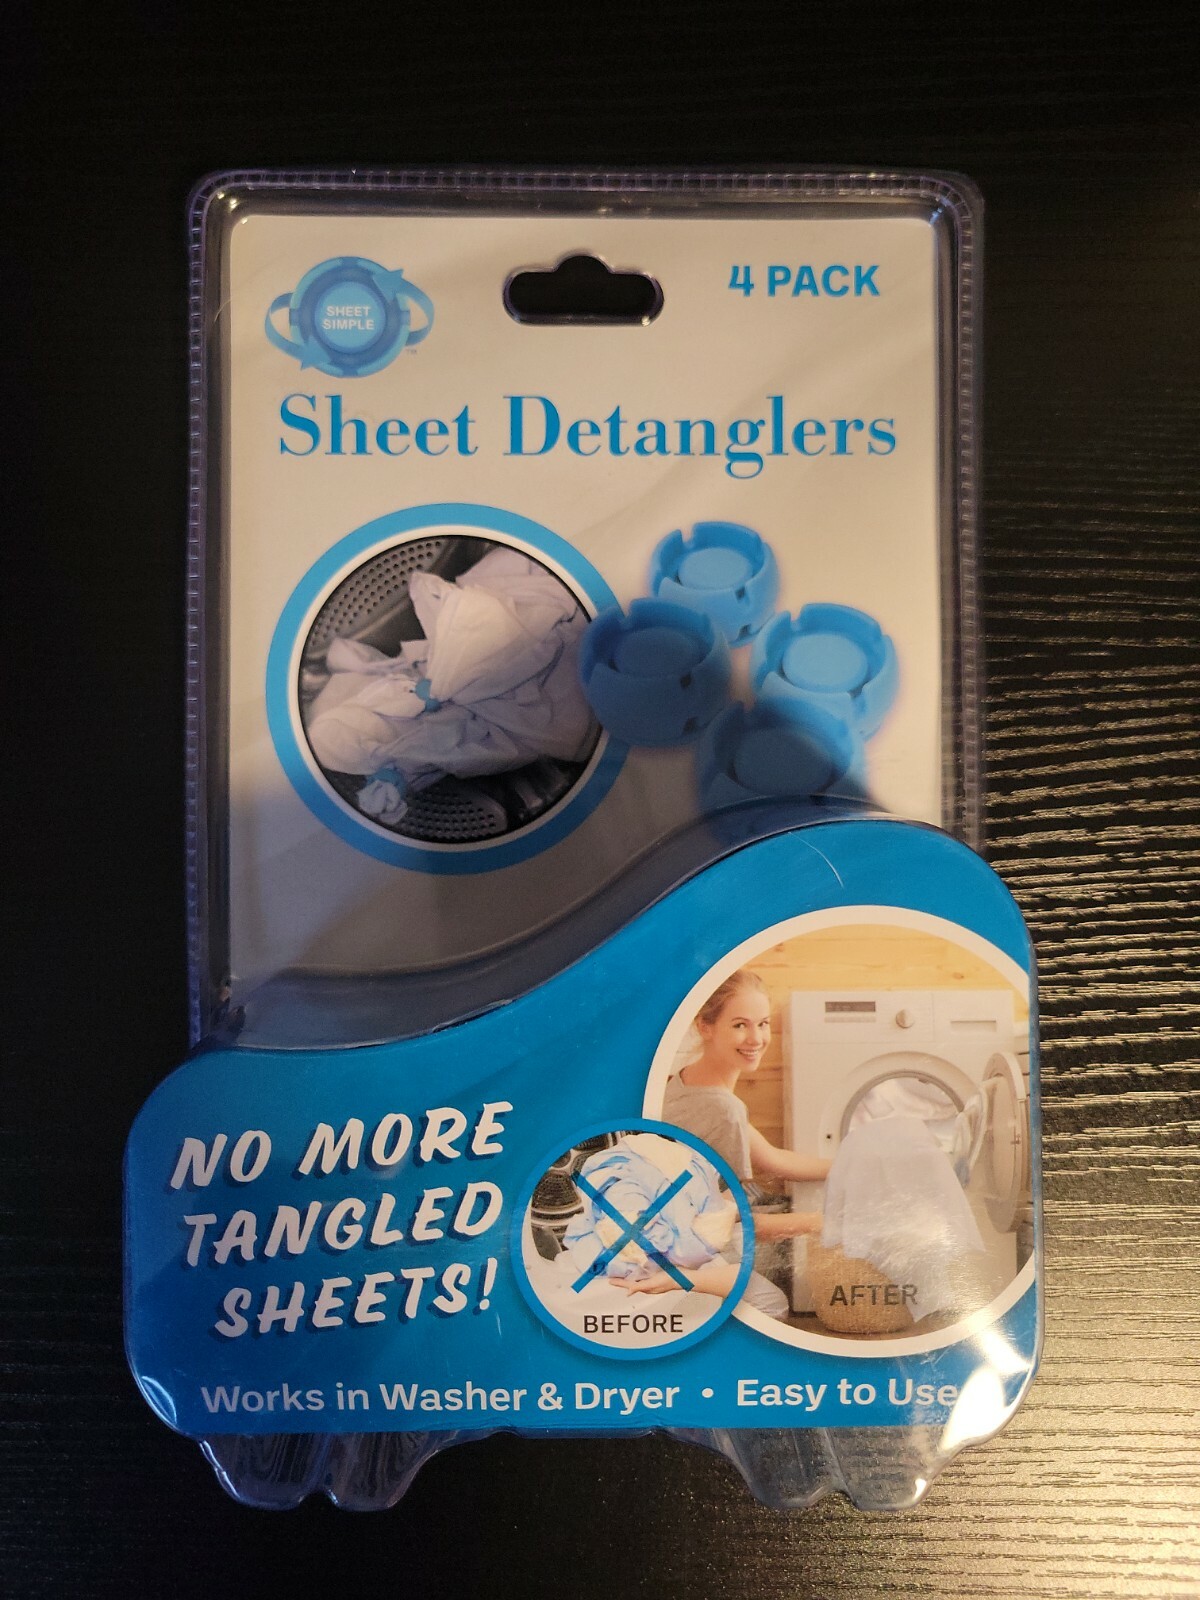 4 PACK
SHEET
SIMPLE
TM
Sheet Detanglers
NO MORE
TANGLED
SHEETS!
BEFORE
AFTER
Works in Washer & Dryer • Easy to Use